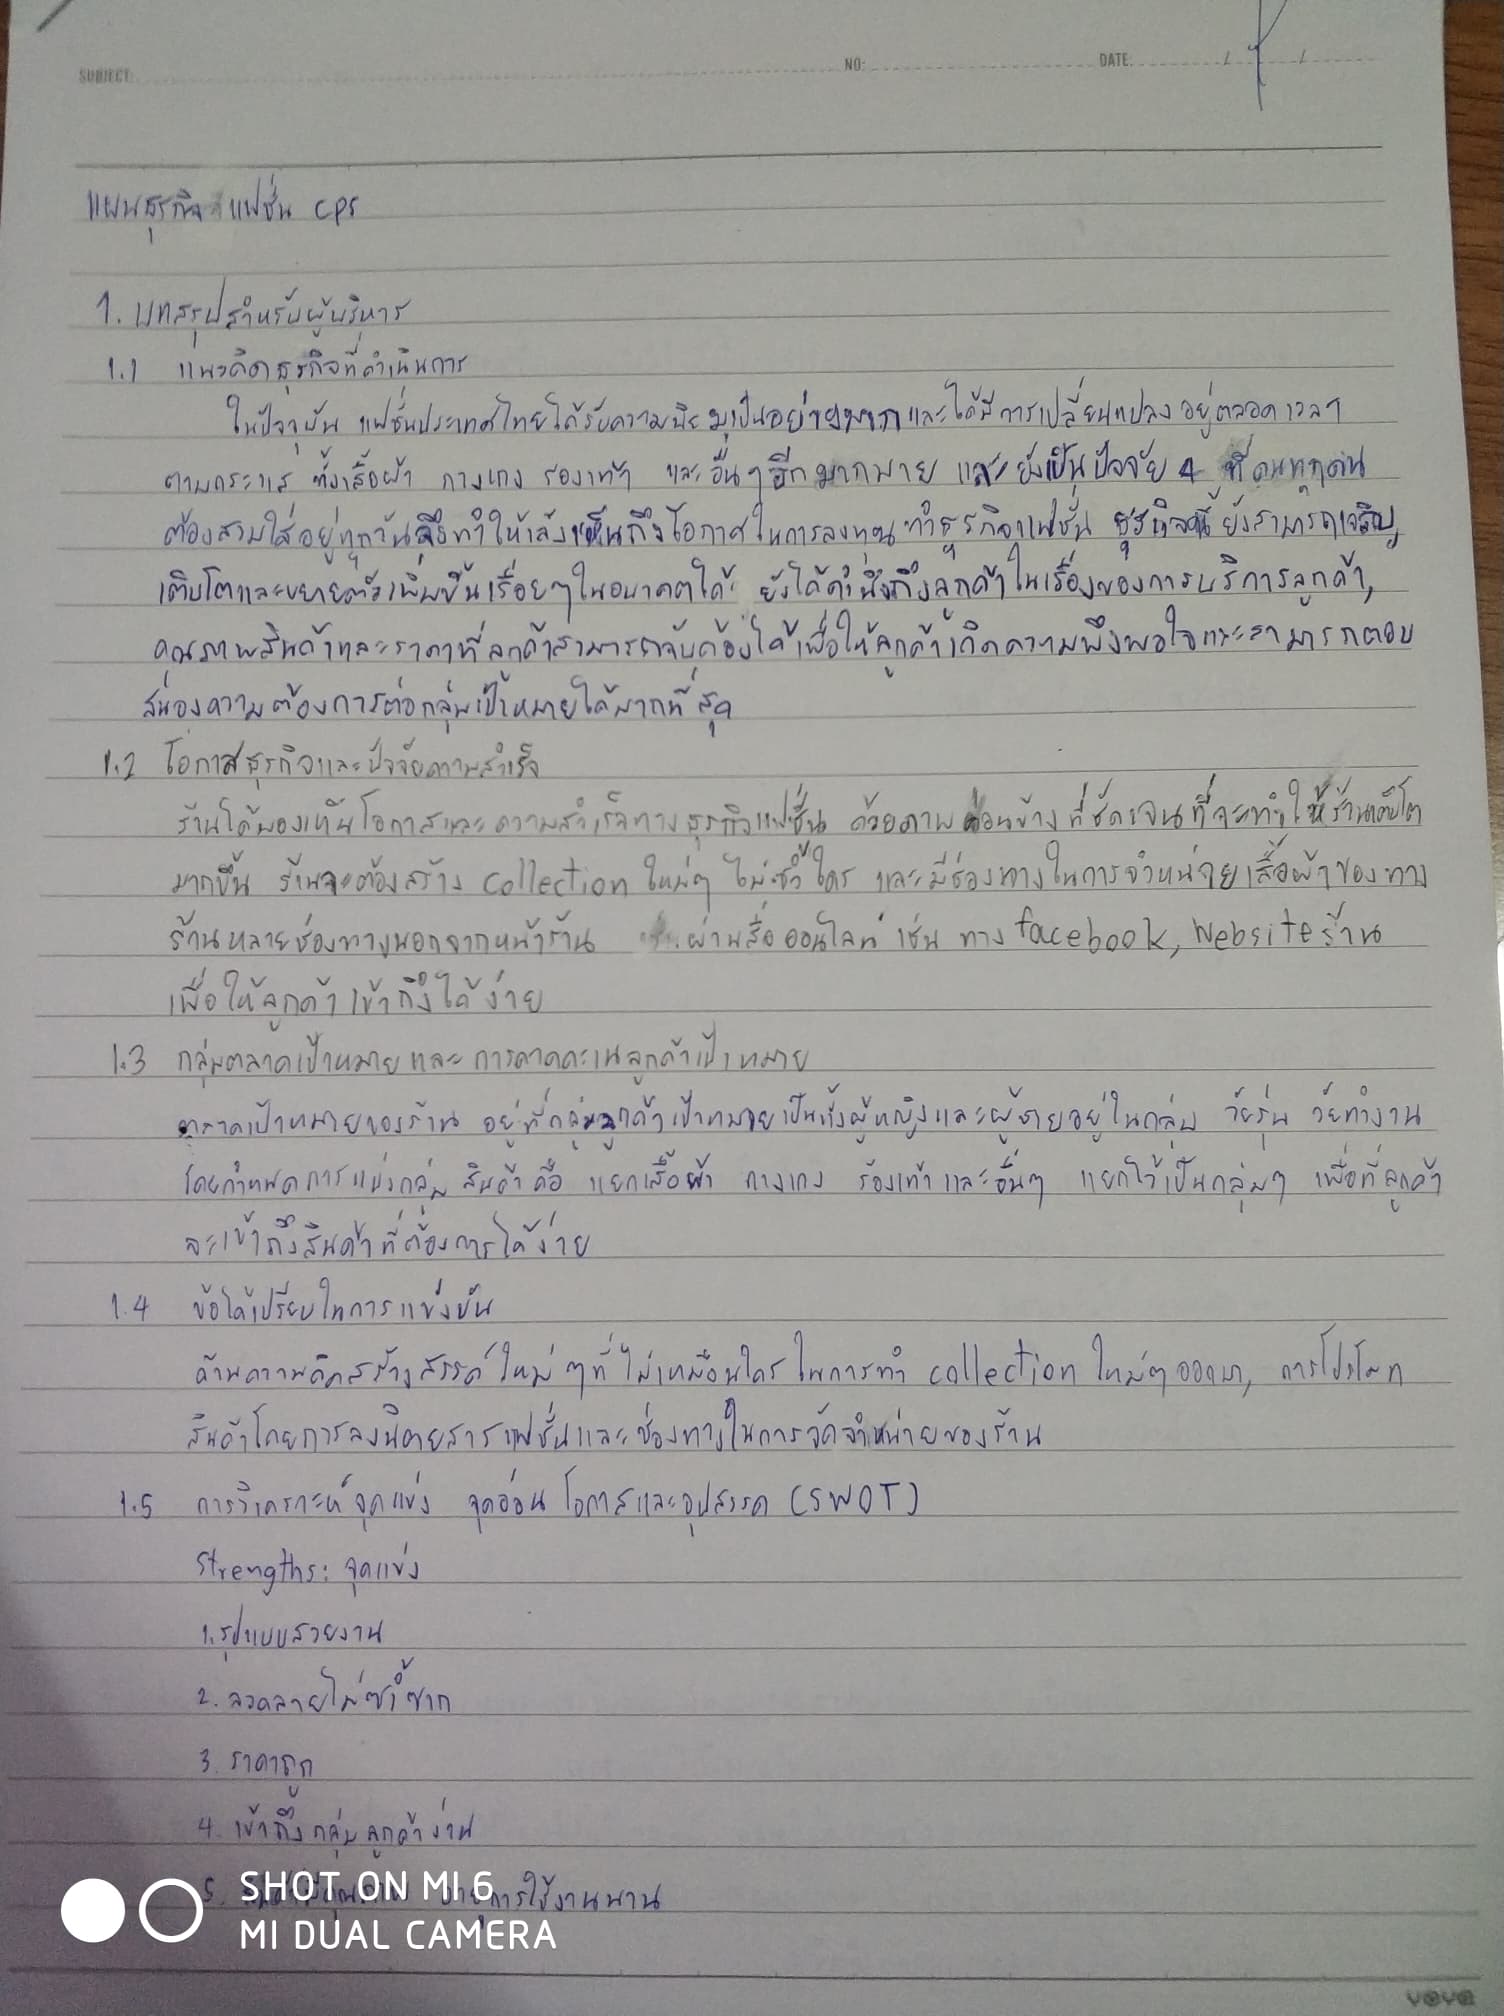 SUBJECT: NO: DATE: / /
แผนธุรกิจ แฟชั่น CPS
1. บทสรุปสำหรับผู้บริหาร
1.1 แนวคิดธุรกิจที่ดำเนินการ
ในปัจจุบัน แฟชั่นประเทศไทยได้รับความนิยมเป็นอย่างมากและได้มีการเปลี่ยนแปลงอยู่ตลอดเวลา
ตามกระแส ทั้งเสื้อผ้า กางเกง รองเท้า และอื่นๆอีกมากมาย และยังเป็นปัจจัย 4 ที่คนทุกคน
ต้องสวมใส่อยู่ทุกวันจึงทำให้เล็งเห็นถึงโอกาศในการลงทุนทำธุรกิจแฟชั่น ธุรกิจนี้ยังสามารถเจริญ
เติบโตและขยายตัวเพิ่มขึ้นเรื่อยๆในอนาคตได้ ยังได้คำนึงถึงลูกค้าในเรื่องของการบริการลูกค้า,
คุณภาพสินค้าและราคาที่ลูกค้าสามารถจับต้องได้เพื่อให้ลูกค้าเกิดความพึงพอใจและสามารถตอบ
สนองความต้องการต่อกลุ่มเป้าหมายได้มากที่สุด
1.2 โอกาสธุรกิจและปัจจัยความสำเร็จ
ร้านได้มองเห็นโอกาสและความสำเร็จทางธุรกิจแฟชั่น ด้วยภาพค่อนข้างที่ชัดเจนที่จะทำให้ร้านเติบโต
มากขึ้น ร้านจะต้องสร้าง collection ใหม่ๆ ไม่ซ้ำใคร และมีช่องทางในการจำหน่ายเสื้อผ้าของทาง
ร้านหลายช่องทางนอกจากหน้าร้าน ผ่านสื่อออนไลน์ เช่น ทาง facebook, Website ร้าน
เพื่อให้ลูกค้าเข้าถึงได้ง่าย
1.3 กลุ่มตลาดเป้าหมายและการคาดคะเนลูกค้าเป้าหมาย
ตลาดเป้าหมายของร้าน อยู่ที่กลุ่มลูกค้าเป้าหมายเป็นทั้งผู้หญิงและผู้ชายอยู่ในกลุ่ม วัยรุ่น วัยทำงาน
โดยกำหนดการแบ่งกลุ่มสินค้าคือ แยกเสื้อผ้า กางเกง รองเท้าและอื่นๆ แยกไว้เป็นกลุ่มๆ เพื่อที่ลูกค้า
จะเข้าถึงสินค้าที่ต้องการได้ง่าย
1.4 ข้อได้เปรียบในการแข่งขัน
ด้านความคิดสร้างสรรค์ใหม่ๆที่ไม่เหมือนใครในการทำ collection ใหม่ๆออกมา, การโปรโมท
สินค้าโดยการลงนิตยสารแฟชั่นและช่องทางในการจัดจำหน่ายของร้าน
1.5 การวิเคราะห์จุดแข่ง จุดอ่อน โอกาสและอุปสรรค (SWOT)
Strengths: จุดแข่ง
1. รูปแบบสวยงาน
2. ลวดลายไม่ซ้ำซาก
3. ราคาถูก
4. เข้าถึงกลุ่มลูกค้าง่าน
5. อายุการใช้งานนาน
SHOT ON MI 6
MI DUAL CAMERA